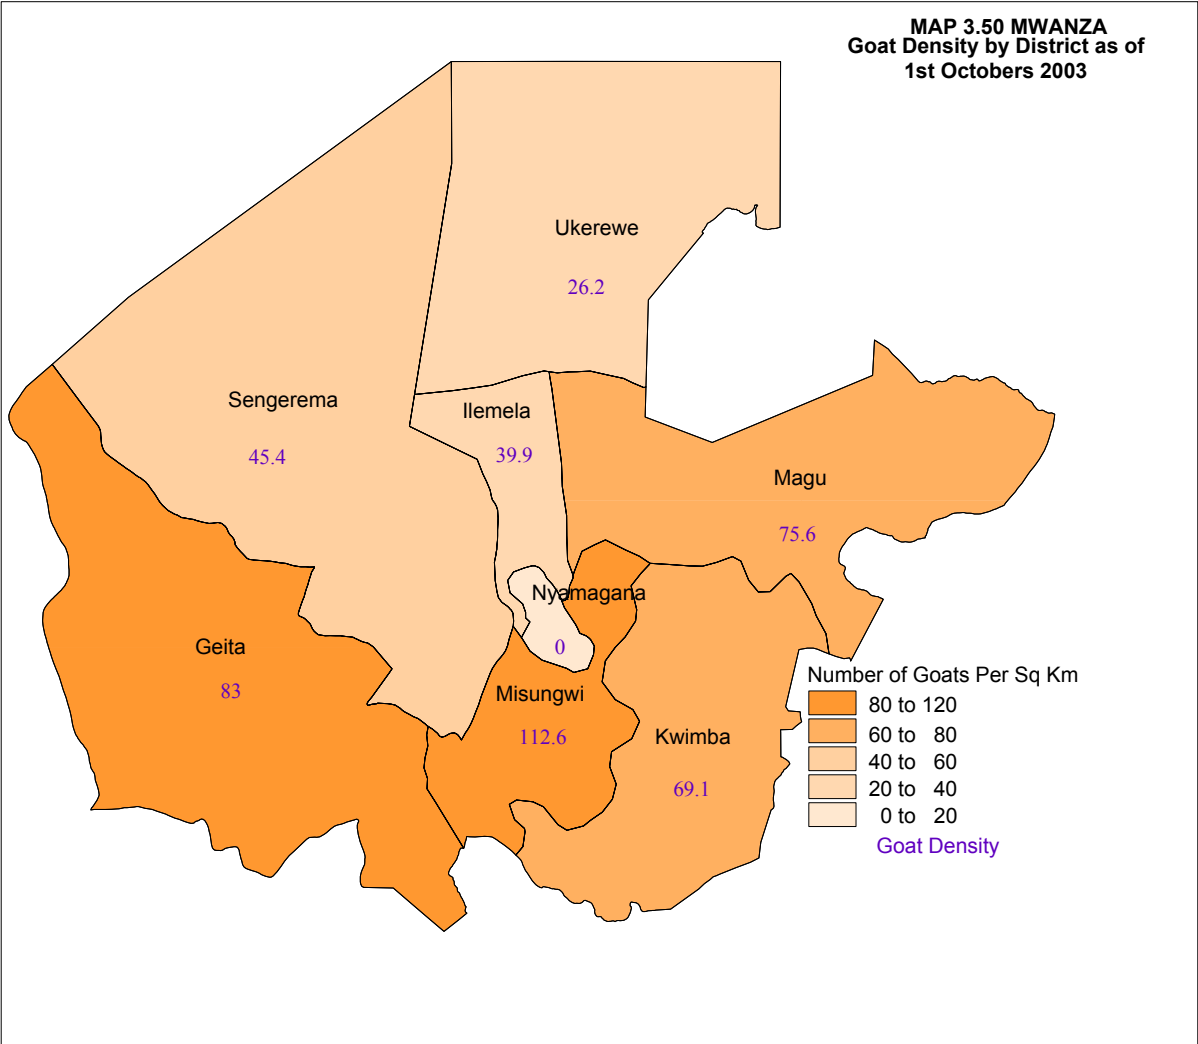 MAP 3.50 MWANZA
Goat Density by District as of
1st Octobers 2003
Ukerewe
26.2
Sengerema
45.4
Ilemela
39.9
Magu
75.6
Nyamagana
0
Geita
83
Misungwi
112.6
Kwimba
69.1
Number of Goats Per Sq Km
80 to 120
60 to 80
40 to 60
20 to 40
0 to 20
Goat Density